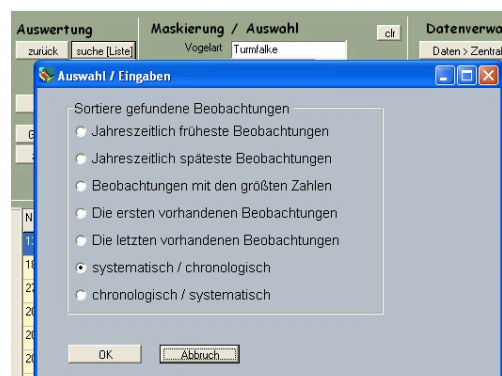 Auswertung Maskierung / Auswahl clr Datenverwa
zurück suche [Liste] Vogelart Turmfalke Daten > Zentral
Auswahl / Eingaben
Sortiere gefundene Beobachtungen
Jahreszeitlich früheste Beobachtungen
Jahreszeitlich späteste Beobachtungen
Beobachtungen mit den größten Zahlen
Die ersten vorhandenen Beobachtungen
Die letzten vorhandenen Beobachtungen
systematisch / chronologisch
chronologisch / systematisch
OK Abbruch